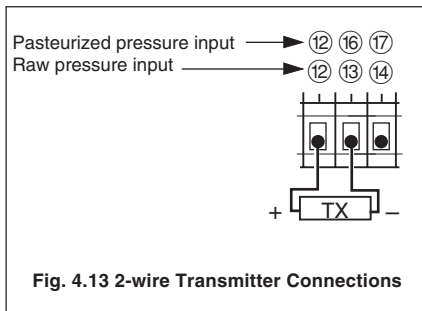 Pasteurized pressure input ⑫ ⑯ ⑰
Raw pressure input ⑫ ⑬ ⑭
+ TX –
Fig. 4.13 2-wire Transmitter Connections